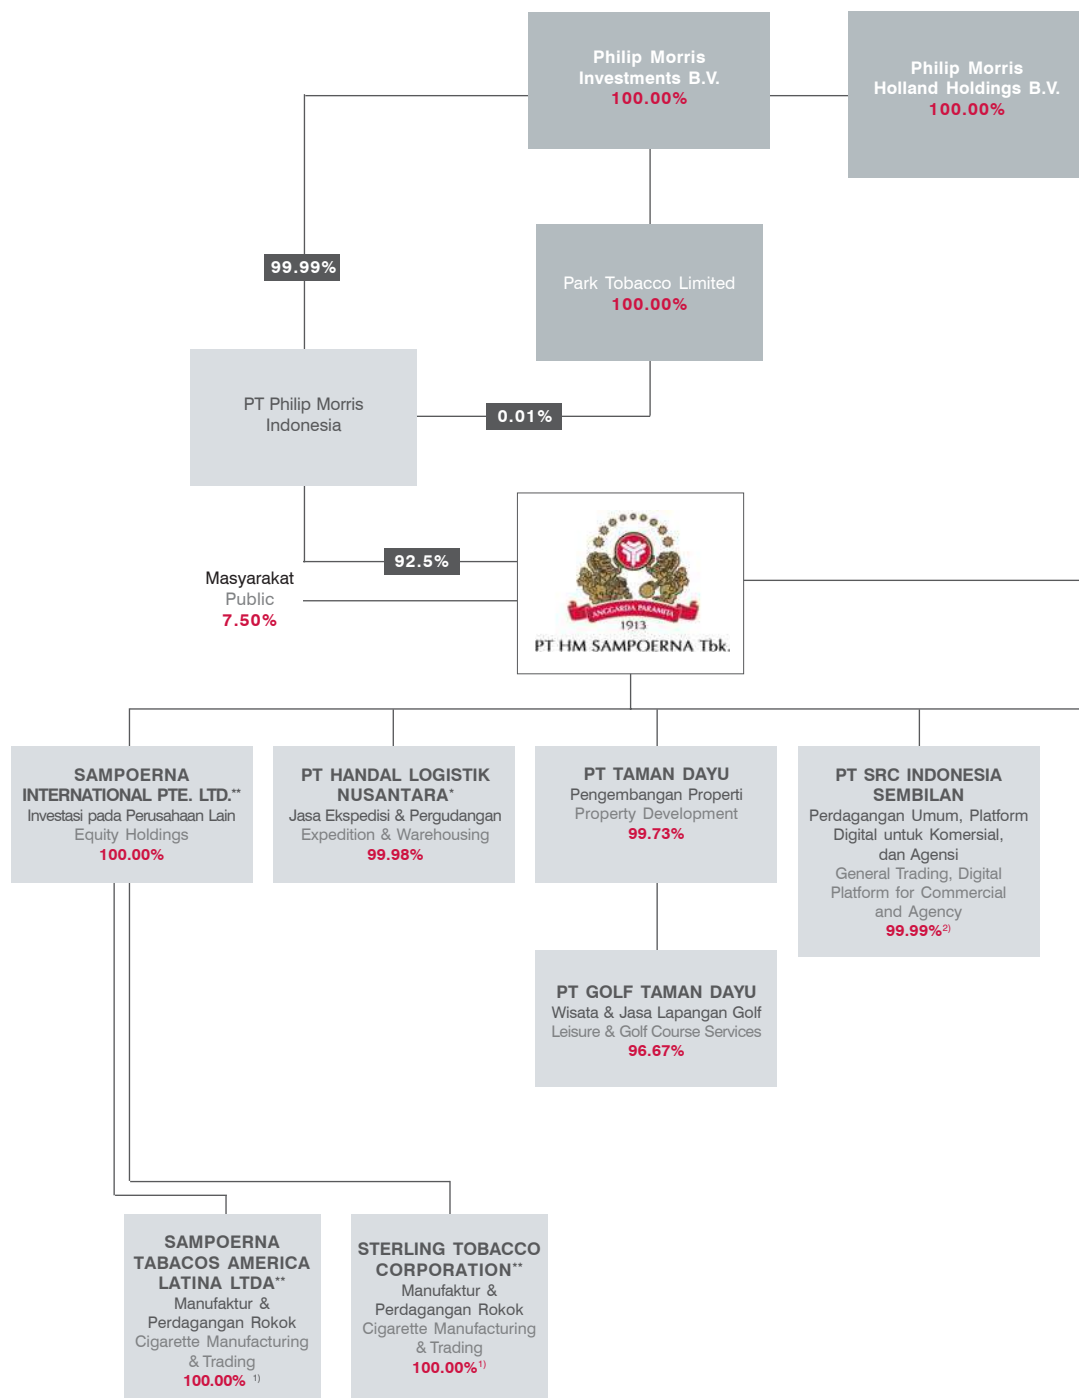 Philip Morris
Investments B.V.
100.00%
Philip Morris
Holland Holdings B.V.
100.00%
99.99%
Park Tobacco Limited
100.00%
PT Philip Morris
Indonesia
0.01%
92.5%
Masyarakat
Public
7.50%
ANGGARDA PARAMITA
1913
PT HM SAMPOERNA Tbk.
SAMPOERNA
INTERNATIONAL PTE. LTD.**
Investasi pada Perusahaan Lain
Equity Holdings
100.00%
PT HANDAL LOGISTIK
NUSANTARA*
Jasa Ekspedisi & Pergudangan
Expedition & Warehousing
99.98%
PT TAMAN DAYU
Pengembangan Properti
Property Development
99.73%
PT SRC INDONESIA
SEMBILAN
Perdagangan Umum, Platform
Digital untuk Komersial,
dan Agensi
General Trading, Digital
Platform for Commercial
and Agency
99.99%2)
PT GOLF TAMAN DAYU
Wisata & Jasa Lapangan Golf
Leisure & Golf Course Services
96.67%
SAMPOERNA
TABACOS AMERICA
LATINA LTDA**
Manufaktur &
Perdagangan Rokok
Cigarette Manufacturing
& Trading
100.00% 1)
STERLING TOBACCO
CORPORATION**
Manufaktur &
Perdagangan Rokok
Cigarette Manufacturing
& Trading
100.00%1)